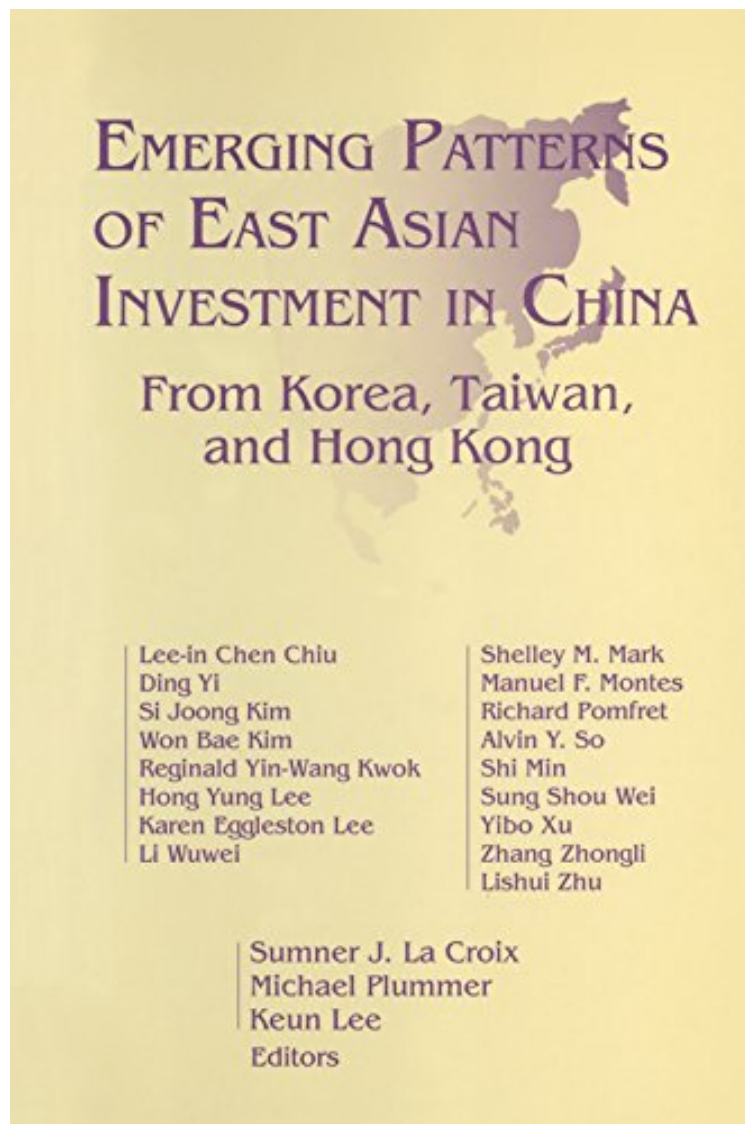 EMERGING PATTERNS
OF EAST ASIAN
INVESTMENT IN CHINA
From Korea, Taiwan,
and Hong Kong
Lee-in Chen Chiu
Ding Yi
Si Joong Kim
Won Bae Kim
Reginald Yin-Wang Kwok
Hong Yung Lee
Karen Eggleston Lee
Li Wuwei
Shelley M. Mark
Manuel F. Montes
Richard Pomfret
Alvin Y. So
Shi Min
Sung Shou Wei
Yibo Xu
Zhang Zhongli
Lishui Zhu
Sumner J. La Croix
Michael Plummer
Keun Lee
Editors